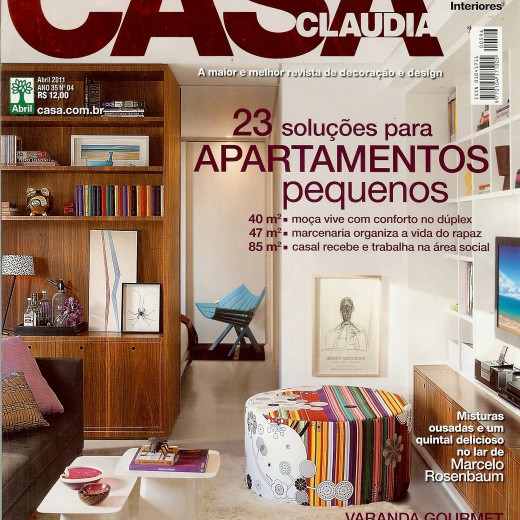 CASA
CLAUDIA
Interiores
A maior e melhor revista de decoração e design
Abril
Abril 2011
ANO 35 Nº 04
R$ 12,00
casa.com.br
23 soluções para
APARTAMENTOS
pequenos
40 m² ▪ moça vive com conforto no dúplex
47 m² ▪ marcenaria organiza a vida do rapaz
85 m² ▪ casal recebe e trabalha na área social
Misturas
ousadas e um
quintal delicioso
no lar de
Marcelo
Rosenbaum
VARANDA GOURMET